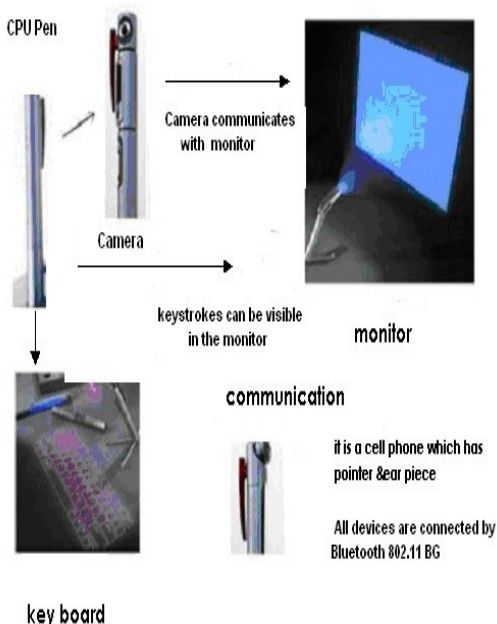 CPU Pen
Camera communicates
with monitor
Camera
keystrokes can be visible
in the monitor
monitor
communication
it is a cell phone which has
pointer &ear piece
All devices are connected by
Bluetooth 802.11 BG
key board